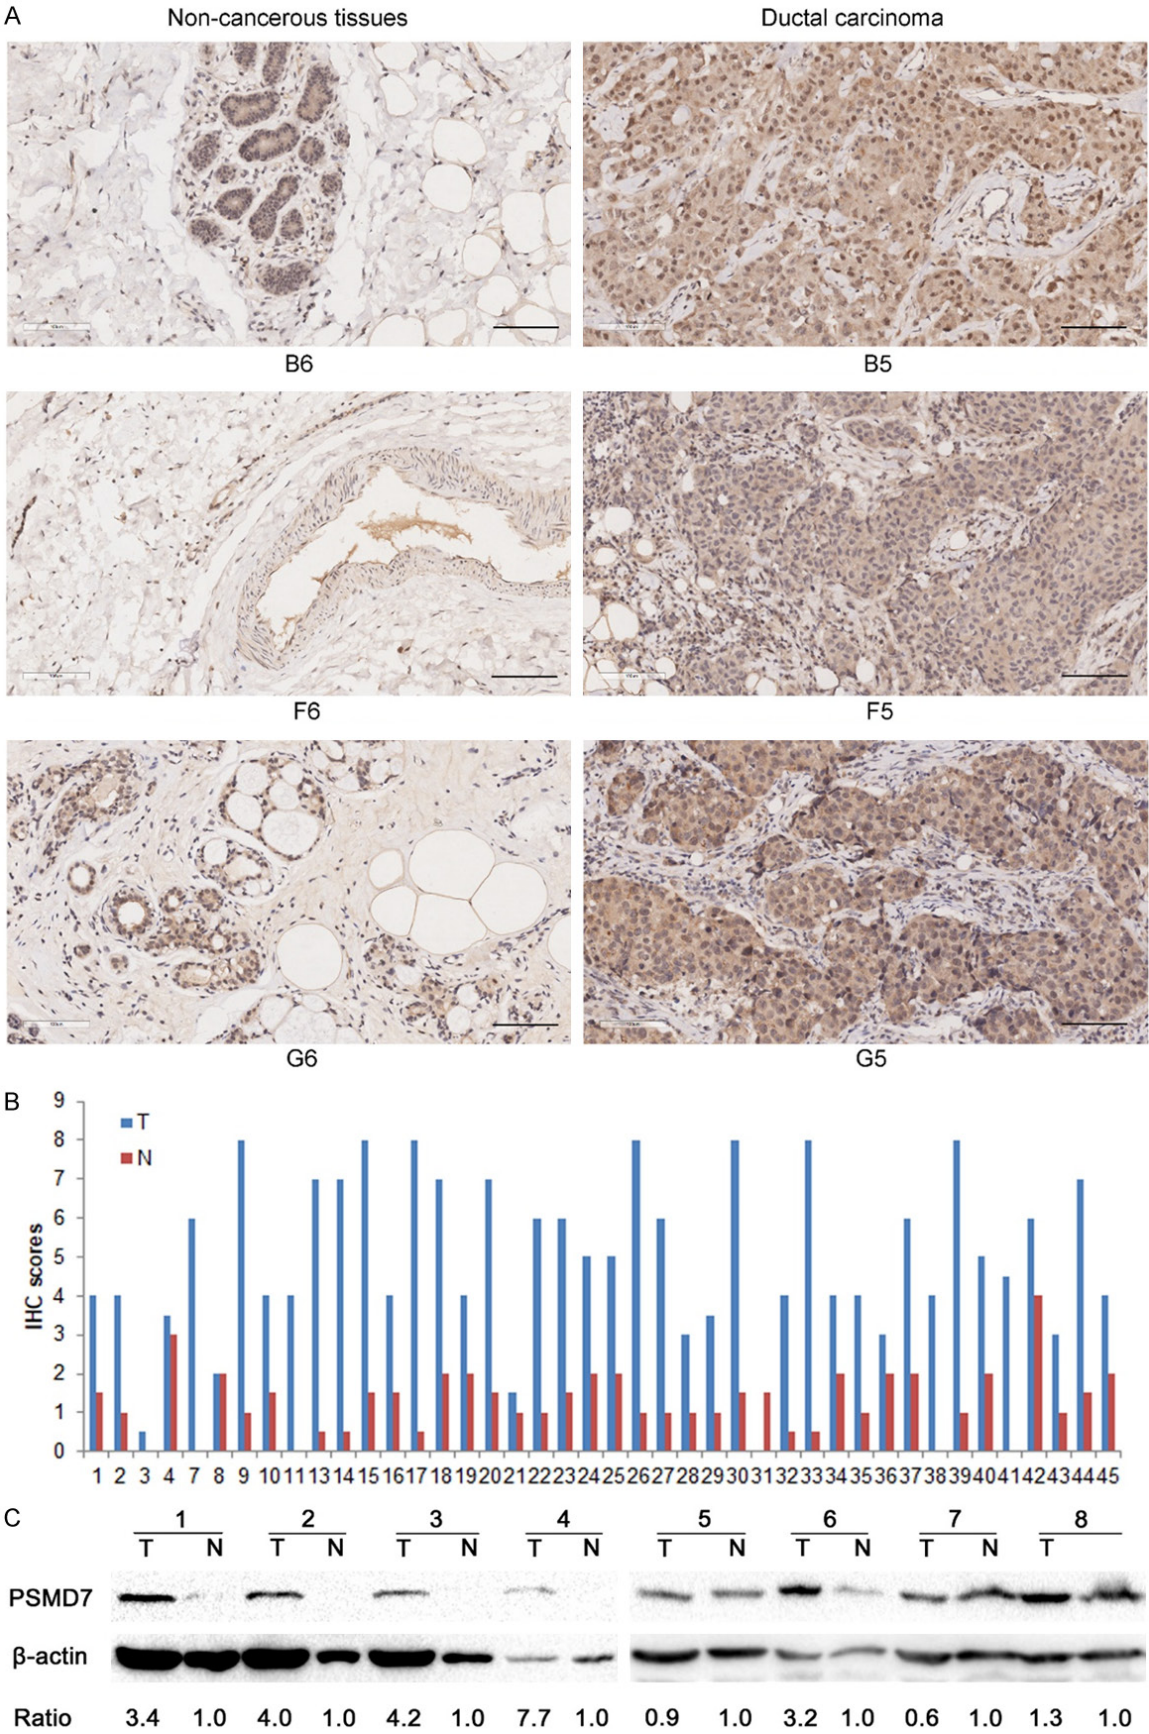 A Non-cancerous tissues Ductal carcinoma
B6 B5
F6 F5
G6 G5
B
9
8
7
6
5
4
3
2
1
0
IHC scores
T
N
1 2 3 4 7 8 9 10 11 13 14 15 16 17 18 19 20 21 22 23 24 25 26 27 28 29 30 31 32 33 34 35 36 37 38 39 40 41 42 43 44 45
C 1 2 3 4 5 6 7 8
T N T N T N T N T N T N T N T
PSMD7
β-actin
Ratio 3.4 1.0 4.0 1.0 4.2 1.0 7.7 1.0 0.9 1.0 3.2 1.0 0.6 1.0 1.3 1.0